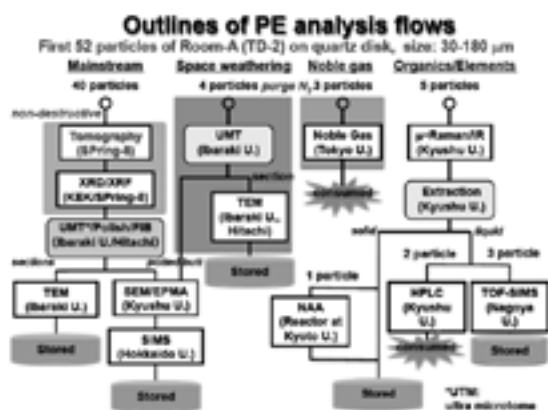 Outlines of PE analysis flows
First 52 particles of Room-A (TD-2) on quartz disk, size: 30-180 μm
Mainstream
Space weathering
Noble gas
Organics/Elements
40 particles
4 particles
purge N₂
3 particles
5 particles
non-destructive
Tomography
(SPring-8)
XRD/XRF
(KEK/SPring-8)
UMT*/Polish/FIB
(Ibaraki U./Hitachi)
sections
TEM
(Ibaraki U.)
Stored
SEM/EPMA
(Kyushu U.)
SIMS
(Hokkaido U.)
Stored
UMT
(Ibaraki U.)
section
TEM
(Ibaraki U.,
Hitachi)
Stored
Noble Gas
(Tokyo U.)
consumed
μ-Raman/IR
(Kyushu U.)
Extraction
(Kyushu U.)
solid
liquid
1 particle
2 particle
3 particle
NAA
(Reactor at
Kyoto U.)
HPLC
(Kyushu
U.)
TOF-SIMS
(Nagoya
U.)
consumed
Stored
Stored
*UTM:
ultra microtome